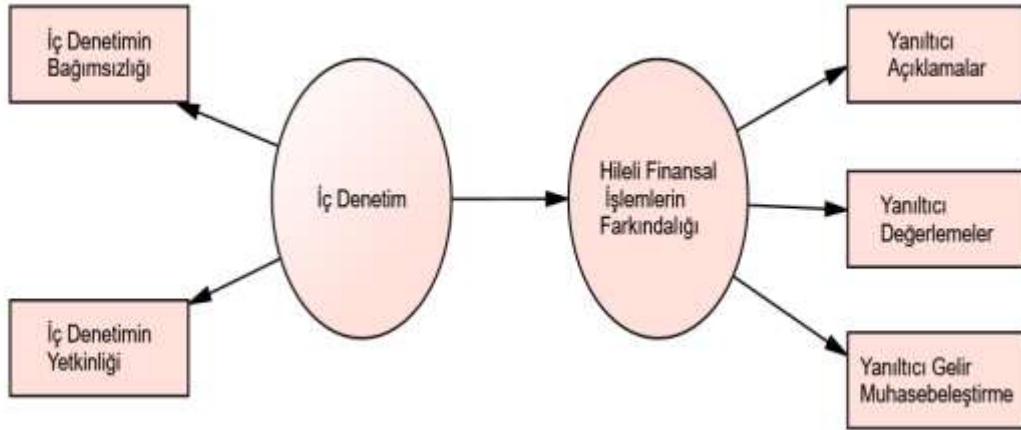 İç Denetimin
Bağımsızlığı
İç Denetimin
Yetkinliği
İç Denetim
Hileli Finansal
İşlemlerin
Farkındalığı
Yanıltıcı
Açıklamalar
Yanıltıcı
Değerlemeler
Yanıltıcı Gelir
Muhasebeleştirme